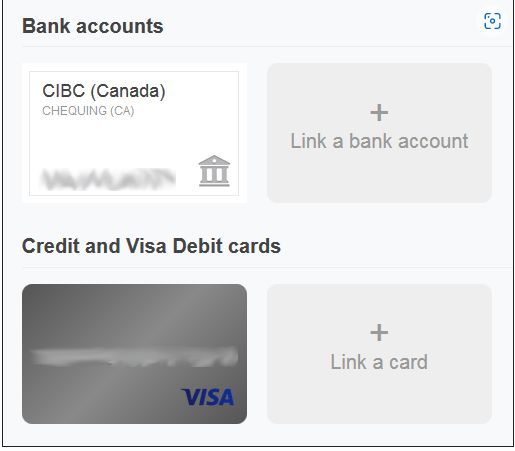 Bank accounts
CIBC (Canada)
CHEQUING (CA)
+
Link a bank account
Credit and Visa Debit cards
VISA
+
Link a card